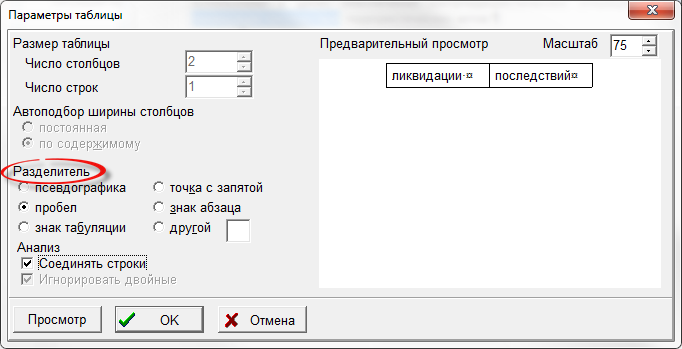 Параметры таблицы
Размер таблицы
Число столбцов 2
Число строк 1
Автоподбор ширины столбцов
постоянная
по содержимому
Разделитель
псевдографика точка с запятой
пробел знак абзаца
знак табуляции другой
Анализ
Соединять строки
Игнорировать двойные
Предварительный просмотр Масштаб 75
ликвидации·¤ последствий¤
Просмотр OK Отмена